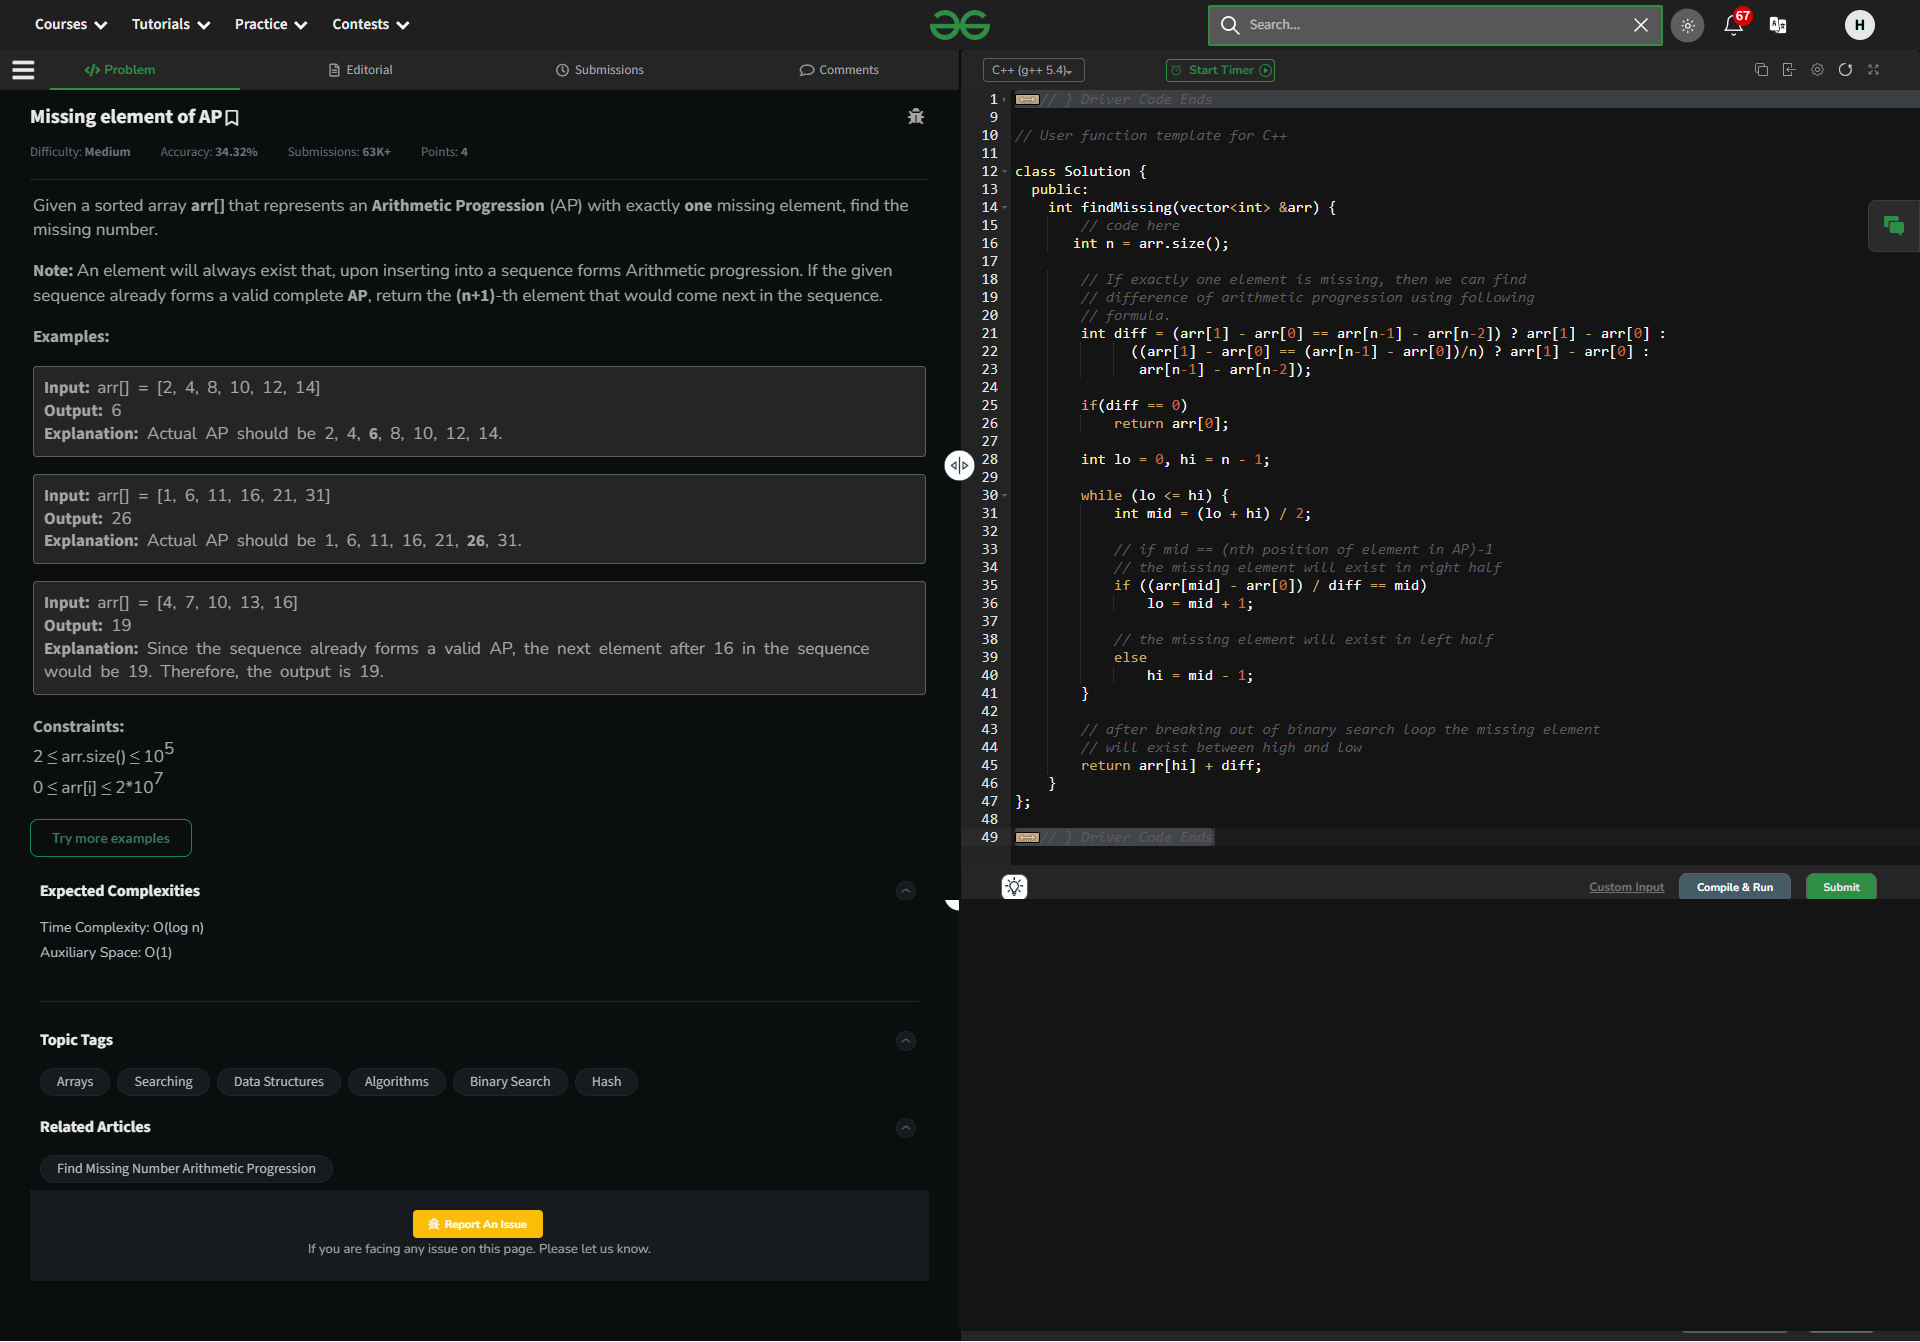 Courses Tutorials Practice Contests Search... 67 H
Problem Editorial Submissions Comments
Missing element of AP
Difficulty: Medium Accuracy: 34.32% Submissions: 63K+ Points: 4
Given a sorted array arr[] that represents an Arithmetic Progression (AP) with exactly one missing element, find the
missing number.
Note: An element will always exist that, upon inserting into a sequence forms Arithmetic progression. If the given
sequence already forms a valid complete AP, return the (n+1)-th element that would come next in the sequence.
Examples:
Input: arr[] = [2, 4, 8, 10, 12, 14]
Output: 6
Explanation: Actual AP should be 2, 4, 6, 8, 10, 12, 14.
Input: arr[] = [1, 6, 11, 16, 21, 31]
Output: 26
Explanation: Actual AP should be 1, 6, 11, 16, 21, 26, 31.
Input: arr[] = [4, 7, 10, 13, 16]
Output: 19
Explanation: Since the sequence already forms a valid AP, the next element after 16 in the sequence
would be 19. Therefore, the output is 19.
Constraints:
2 ≤ arr.size() ≤ 10^5
0 ≤ arr[i] ≤ 2*10^7
Try more examples
Expected Complexities
Time Complexity: O(log n)
Auxiliary Space: O(1)
Topic Tags
Arrays Searching Data Structures Algorithms Binary Search Hash
Related Articles
Find Missing Number Arithmetic Progression
Report An Issue
If you are facing any issue on this page. Please let us know.
C++ (g++ 5.4) Start Timer
1 // } Driver Code Ends
9
10 // User function template for C++
11
12 class Solution {
13 public:
14 int findMissing(vector<int> &arr) {
15 // code here
16 int n = arr.size();
17
18 // If exactly one element is missing, then we can find
19 // difference of arithmetic progression using following
20 // formula.
21 int diff = (arr[1] - arr[0] == arr[n-1] - arr[n-2]) ? arr[1] - arr[0] :
22 ((arr[1] - arr[0] == (arr[n-1] - arr[0])/n) ? arr[1] - arr[0] :
23 arr[n-1] - arr[n-2]);
24
25 if(diff == 0)
26 return arr[0];
27
28 int lo = 0, hi = n - 1;
29
30 while (lo <= hi) {
31 int mid = (lo + hi) / 2;
32
33 // if mid == (nth position of element in AP)-1
34 // the missing element will exist in right half
35 if ((arr[mid] - arr[0]) / diff == mid)
36 lo = mid + 1;
37
38 // the missing element will exist in left half
39 else
40 hi = mid - 1;
41 }
42
43 // after breaking out of binary search loop the missing element
44 // will exist between high and low
45 return arr[hi] + diff;
46 }
47 };
48
49 // } Driver Code Ends
Custom Input Compile & Run Submit